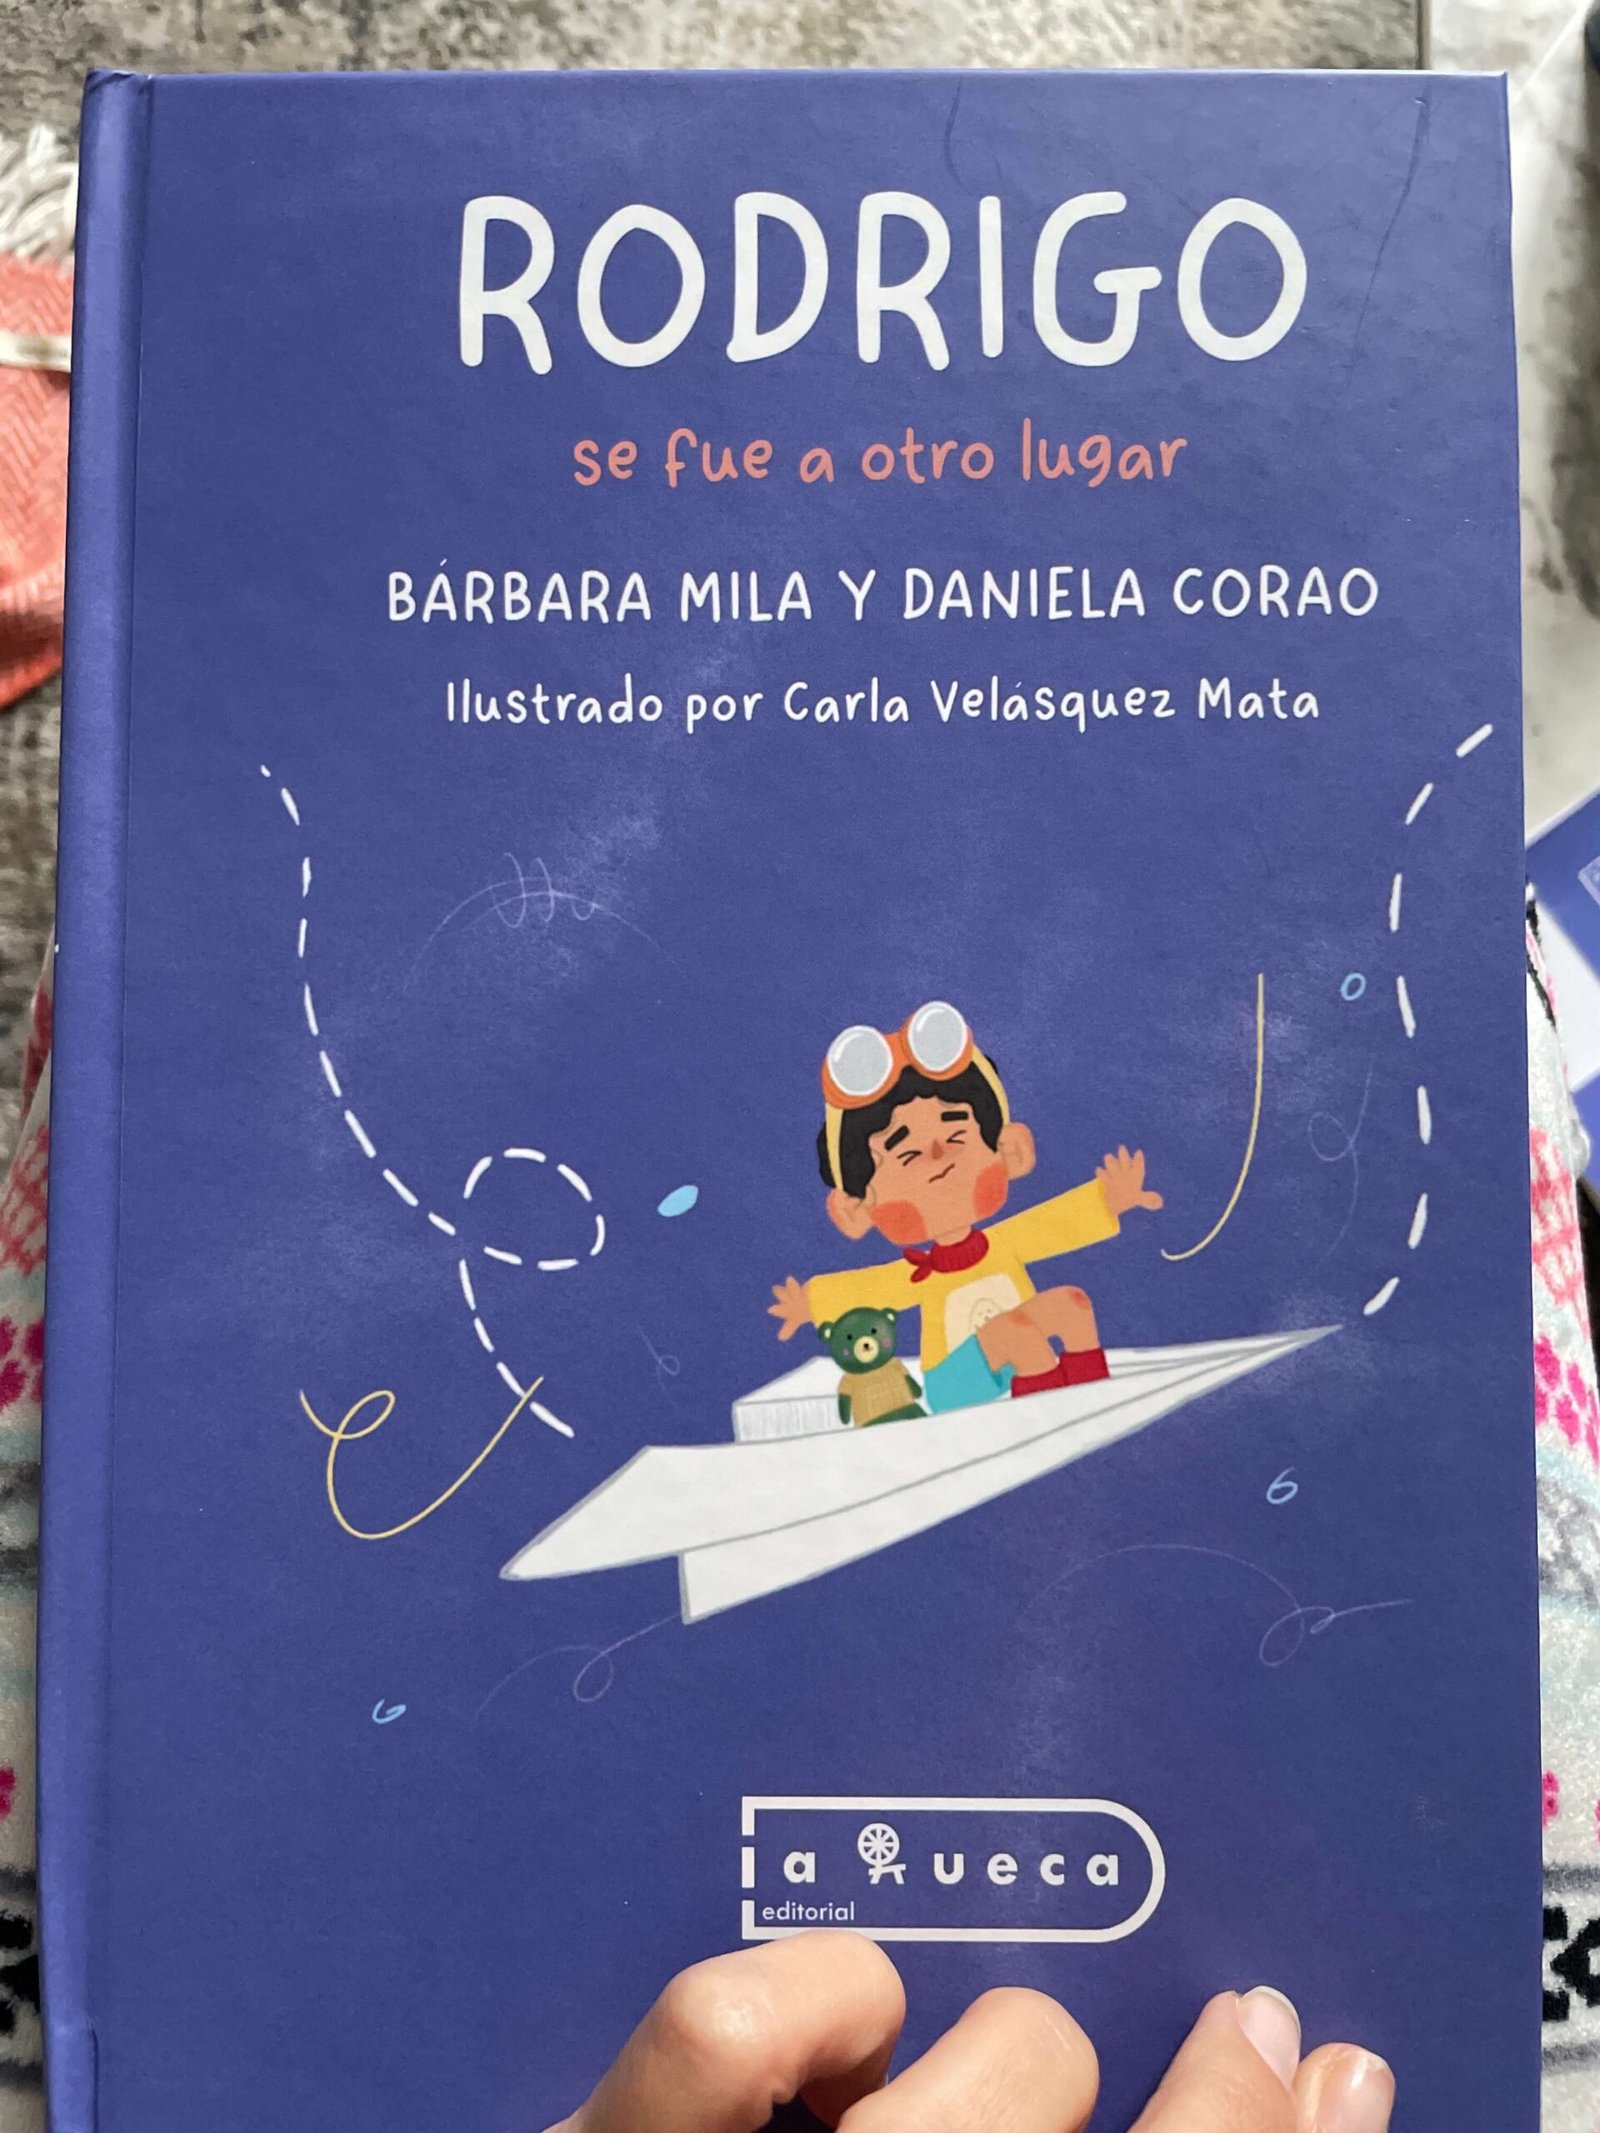 RODRIGO
se fue a otro lugar
BÁRBARA MILA Y DANIELA CORAO
Ilustrado por Carla Velásquez Mata
la Rueca
editorial